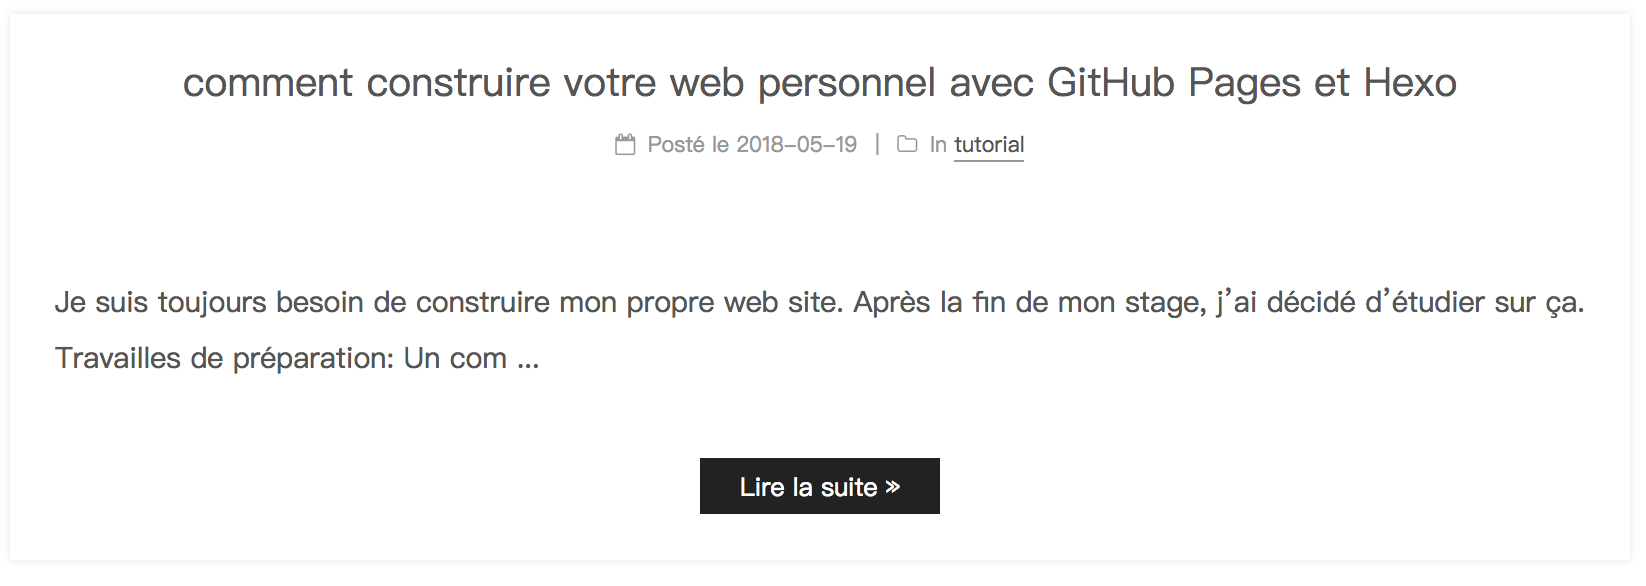 comment construire votre web personnel avec GitHub Pages et Hexo
Posté le 2018-05-19 | In tutorial
Je suis toujours besoin de construire mon propre web site. Après la fin de mon stage, j’ai décidé d’étudier sur ça.
Travailles de préparation: Un com ...
Lire la suite »